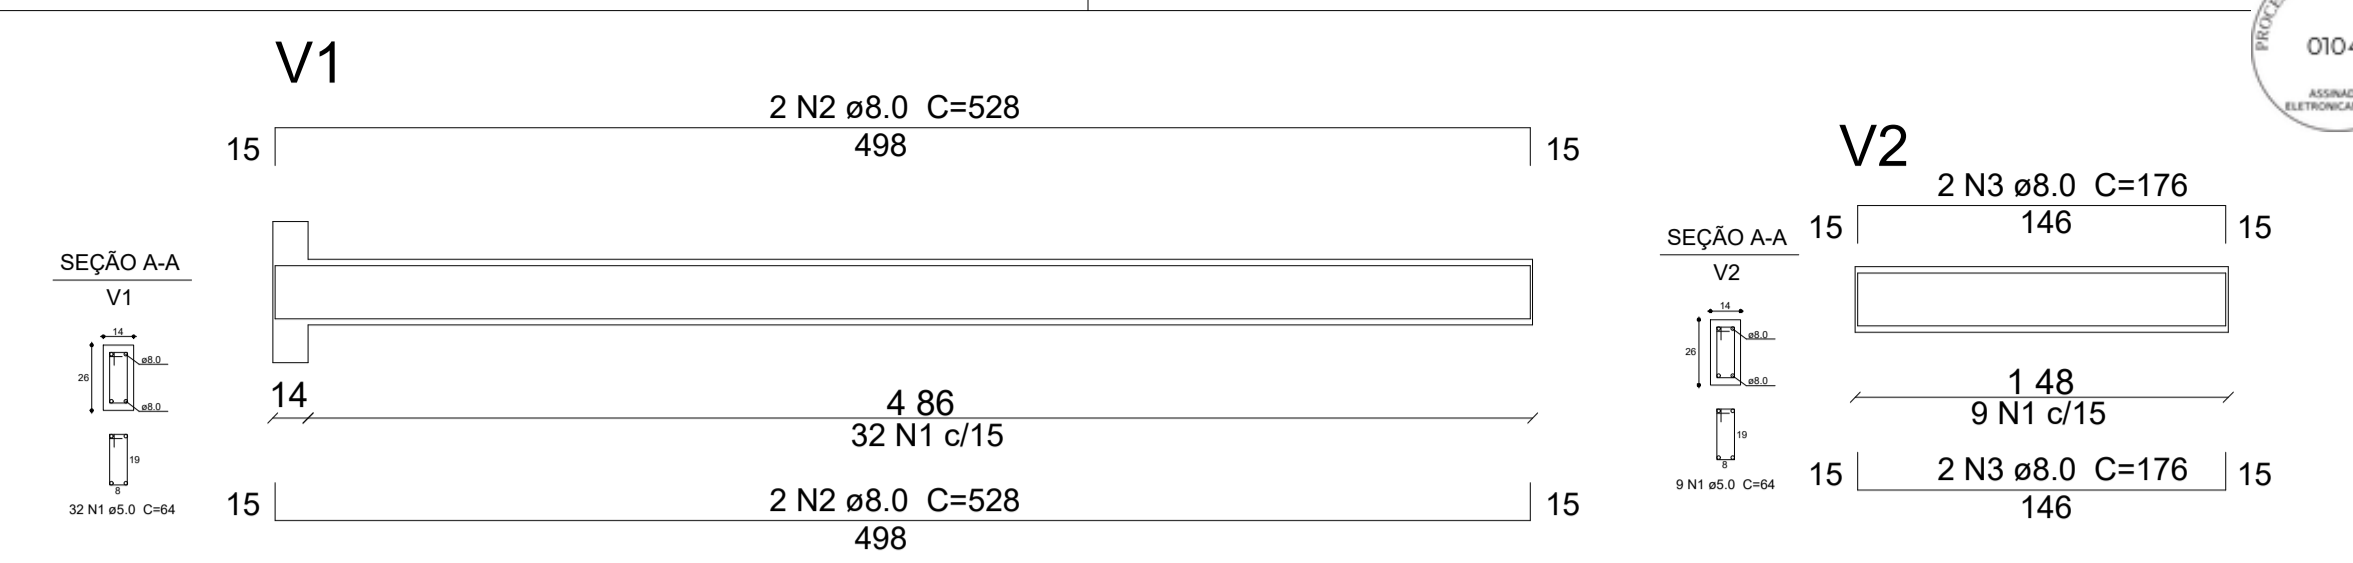 V1
2 N2 ø8.0 C=528
15
498
15
SEÇÃO A-A
V1
14
26
ø8.0
ø8.0
19
8
32 N1 ø5.0 C=64
14
4 86
32 N1 c/15
15
2 N2 ø8.0 C=528
498
15
V2
2 N3 ø8.0 C=176
15
146
15
SEÇÃO A-A
V2
14
26
ø8.0
ø8.0
19
8
9 N1 ø5.0 C=64
1 48
9 N1 c/15
15
2 N3 ø8.0 C=176
146
15